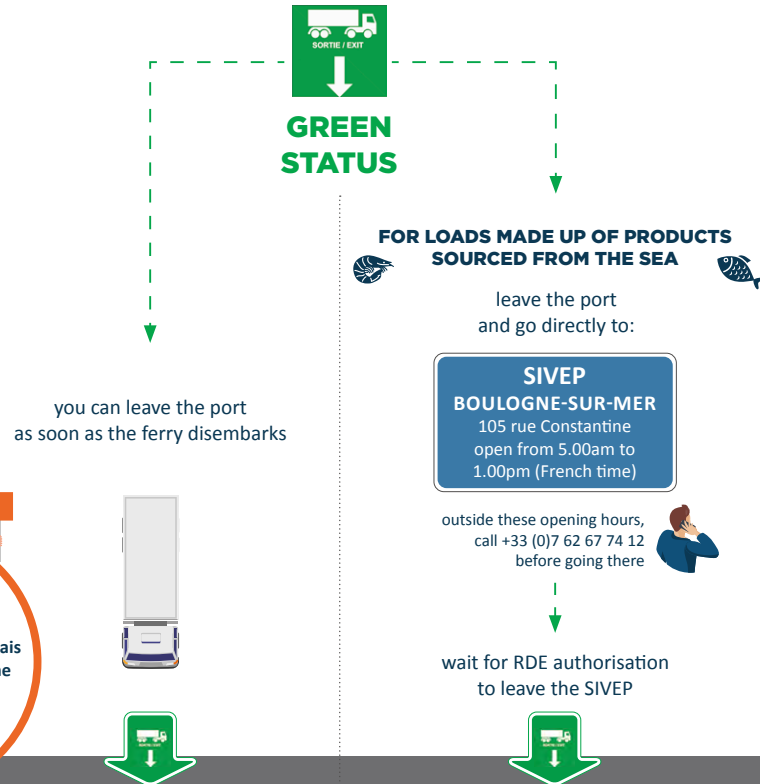 SORTIE / EXIT
GREEN
STATUS
FOR LOADS MADE UP OF PRODUCTS
SOURCED FROM THE SEA
leave the port
and go directly to:
SIVEP
BOULOGNE-SUR-MER
105 rue Constantine
open from 5.00am to
1.00pm (French time)
you can leave the port
as soon as the ferry disembarks
outside these opening hours,
call +33 (0)7 62 67 74 12
before going there
wait for RDE authorisation
to leave the SIVEP